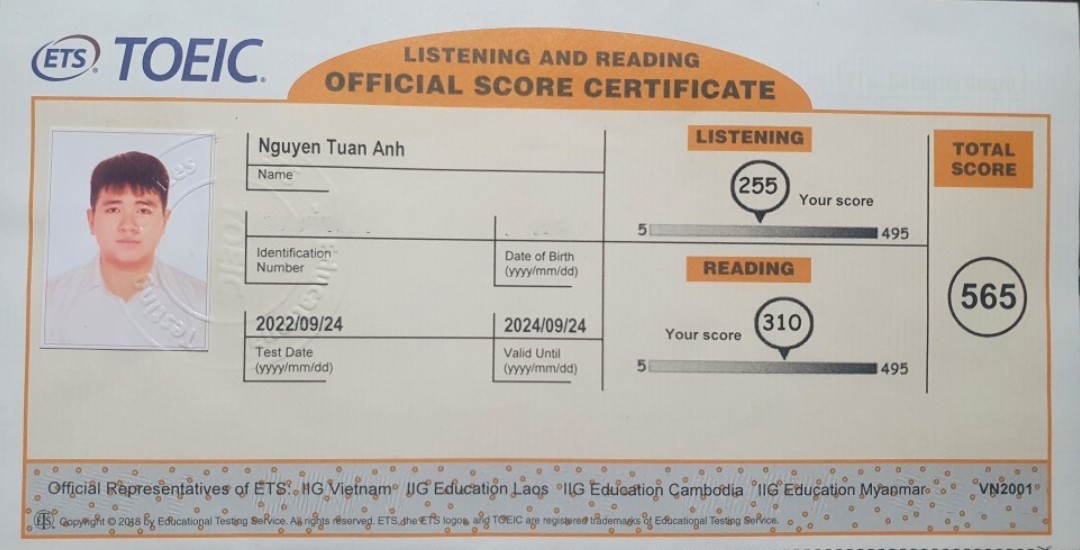 ETS TOEIC
LISTENING AND READING
OFFICIAL SCORE CERTIFICATE
Nguyen Tuan Anh
Name
Identification
Number
Date of Birth
(yyyy/mm/dd)
2022/09/24
Test Date
(yyyy/mm/dd)
2024/09/24
Valid Until
(yyyy/mm/dd)
LISTENING
255
Your score
5
495
READING
310
Your score
5
495
TOTAL
SCORE
565
Official Representatives of ETS: IIG Vietnam IIG Education Laos IIG Education Cambodia IIG Education Myanmar
VN2001
ETS Copyright © 2018 by Educational Testing Service. All rights reserved. ETS, the ETS logos, and TOEIC are registered trademarks of Educational Testing Service.